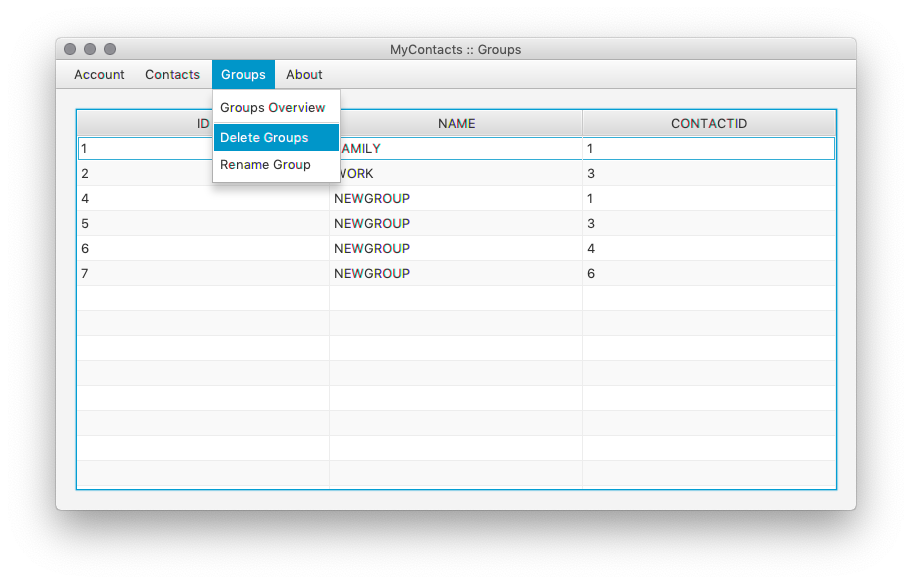 MyContacts :: Groups
Account Contacts Groups About
Groups Overview
Delete Groups
Rename Group
ID NAME CONTACTID
1 AMILY 1
2 WORK 3
4 NEWGROUP 1
5 NEWGROUP 3
6 NEWGROUP 4
7 NEWGROUP 6